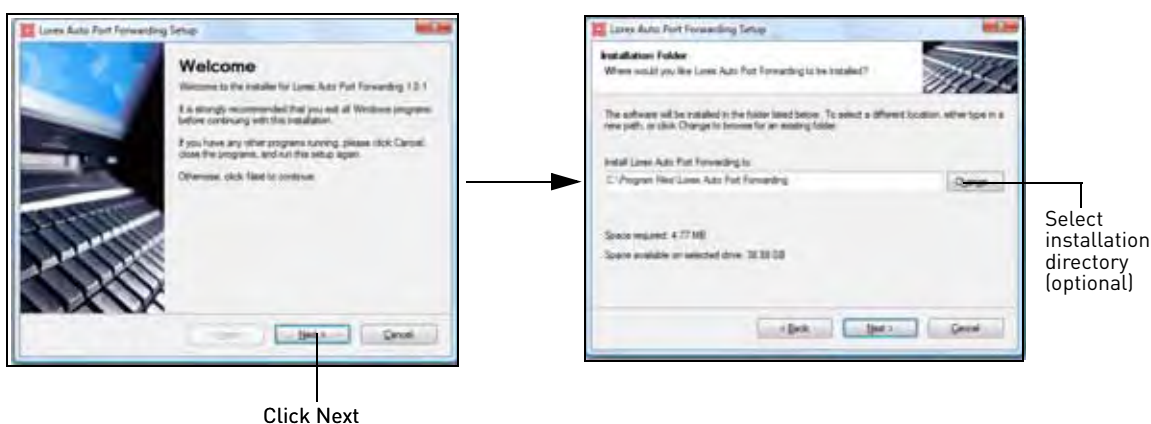 Lorex Auto Port Forwarding Setup
Welcome
Welcome to the installer for Lorex Auto Port Forwarding 1.0.1
It is strongly recommended that you exit all Windows programs
before continuing with this installation.
If you have any other programs running, please click Cancel,
close the programs, and run this setup again.
Otherwise, click Next to continue.
Next >
Cancel
Click Next
Lorex Auto Port Forwarding Setup
Installation Folder
Where would you like Lorex Auto Port Forwarding to be installed?
The software will be installed in the folder listed below. To select a different location, either type in a
new path, or click Change to browse for an existing folder.
Install Lorex Auto Port Forwarding to:
C:\Program Files\Lorex Auto Port Forwarding
Change...
Space required: 4.77 MB
Space available on selected drive:
< Back
Next >
Cancel
Select
installation
directory
(optional)